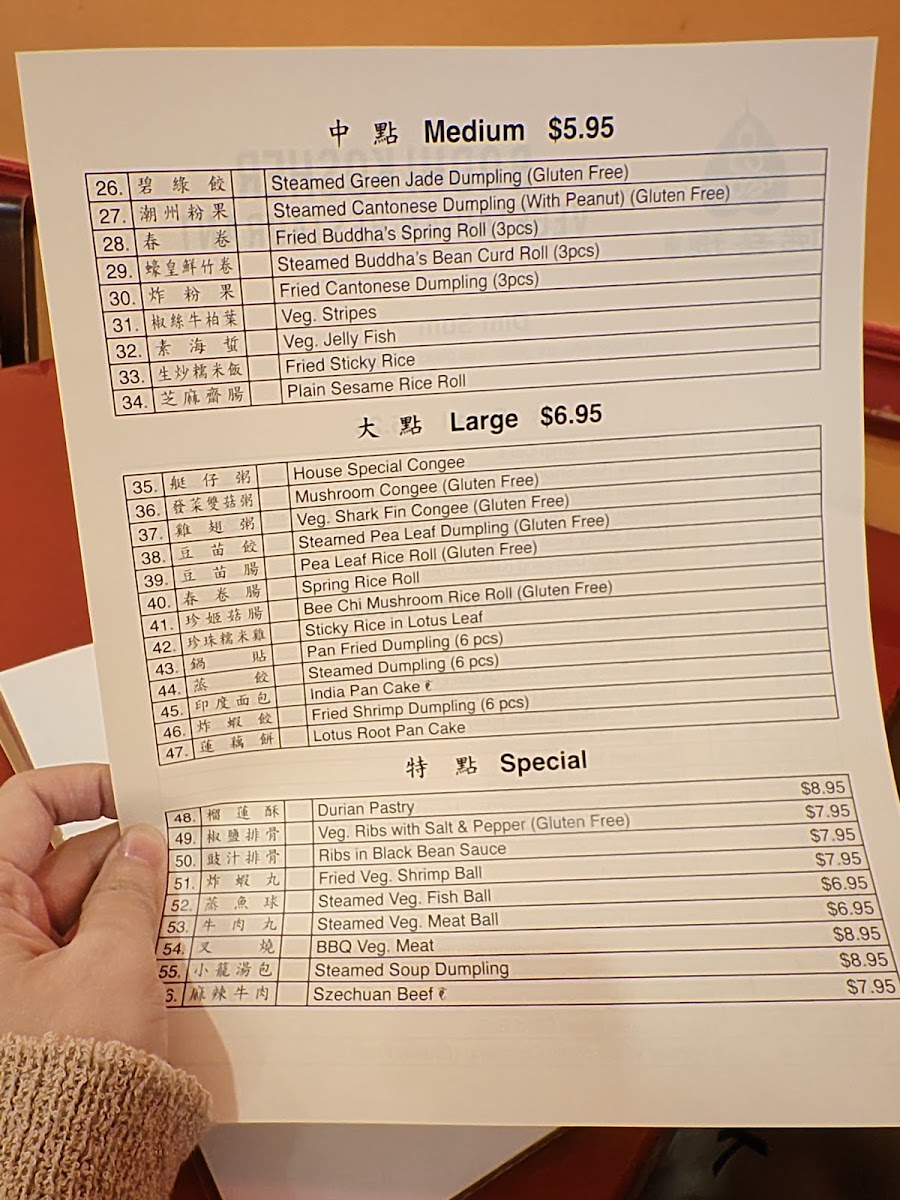 中 點 Medium $5.95
26. 碧 綠 餃 Steamed Green Jade Dumpling (Gluten Free)
27. 潮州粉果 Steamed Cantonese Dumpling (With Peanut) (Gluten Free)
28. 春 卷 Fried Buddha's Spring Roll (3pcs)
29. 蠔皇鮮竹卷 Steamed Buddha's Bean Curd Roll (3pcs)
30. 炸 粉 果 Fried Cantonese Dumpling (3pcs)
31. 椒絲牛柏葉 Veg. Stripes
32. 素 海 蜇 Veg. Jelly Fish
33. 生炒糯米飯 Fried Sticky Rice
34. 芝麻齋腸 Plain Sesame Rice Roll
大 點 Large $6.95
35. 艇 仔 粥 House Special Congee
36. 發菜雙菇粥 Mushroom Congee (Gluten Free)
37. 雞 翅 粥 Veg. Shark Fin Congee (Gluten Free)
38. 豆 苗 餃 Steamed Pea Leaf Dumpling (Gluten Free)
39. 豆 苗 腸 Pea Leaf Rice Roll (Gluten Free)
40. 春 卷 腸 Spring Rice Roll
41. 珍姬菇腸 Bee Chi Mushroom Rice Roll (Gluten Free)
42. 珍珠糯米雞 Sticky Rice in Lotus Leaf
43. 鍋 貼 Pan Fried Dumpling (6 pcs)
44. 蒸 餃 Steamed Dumpling (6 pcs)
45. 印度面包 India Pan Cake
46. 炸 蝦 餃 Fried Shrimp Dumpling (6 pcs)
47. 蓮 藕 餅 Lotus Root Pan Cake
特 點 Special
48. 榴 蓮 酥 Durian Pastry $8.95
49. 椒鹽排骨 Veg. Ribs with Salt & Pepper (Gluten Free) $7.95
50. 豉汁排骨 Ribs in Black Bean Sauce $7.95
51. 炸 蝦 丸 Fried Veg. Shrimp Ball $7.95
52. 蒸 魚 球 Steamed Veg. Fish Ball $6.95
53. 牛 肉 丸 Steamed Veg. Meat Ball $6.95
54. 叉 燒 BBQ Veg. Meat $8.95
55. 小籠湯包 Steamed Soup Dumpling $8.95
6. 麻辣牛肉 Szechuan Beef $7.95